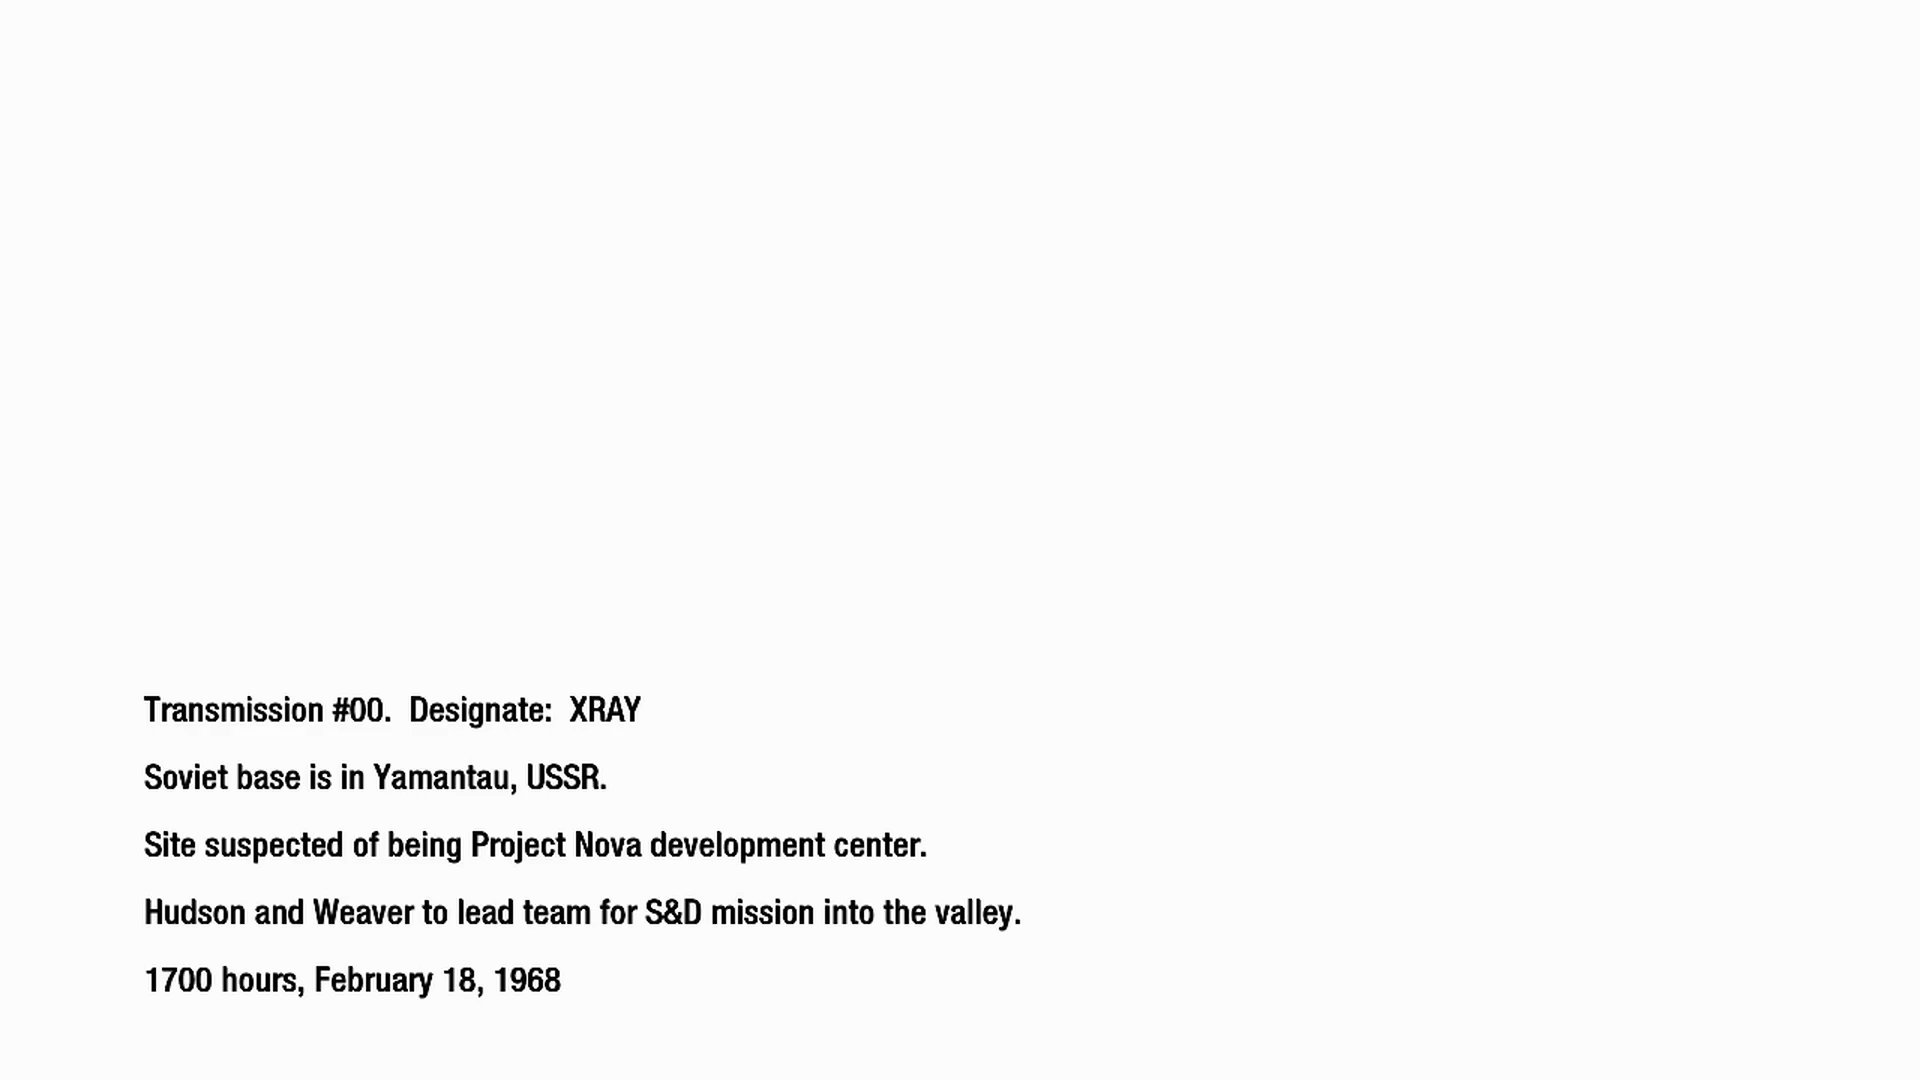 Transmission #00.  Designate:  XRAY
Soviet base is in Yamantau, USSR.
Site suspected of being Project Nova development center.
Hudson and Weaver to lead team for S&D mission into the valley.
1700 hours, February 18, 1968